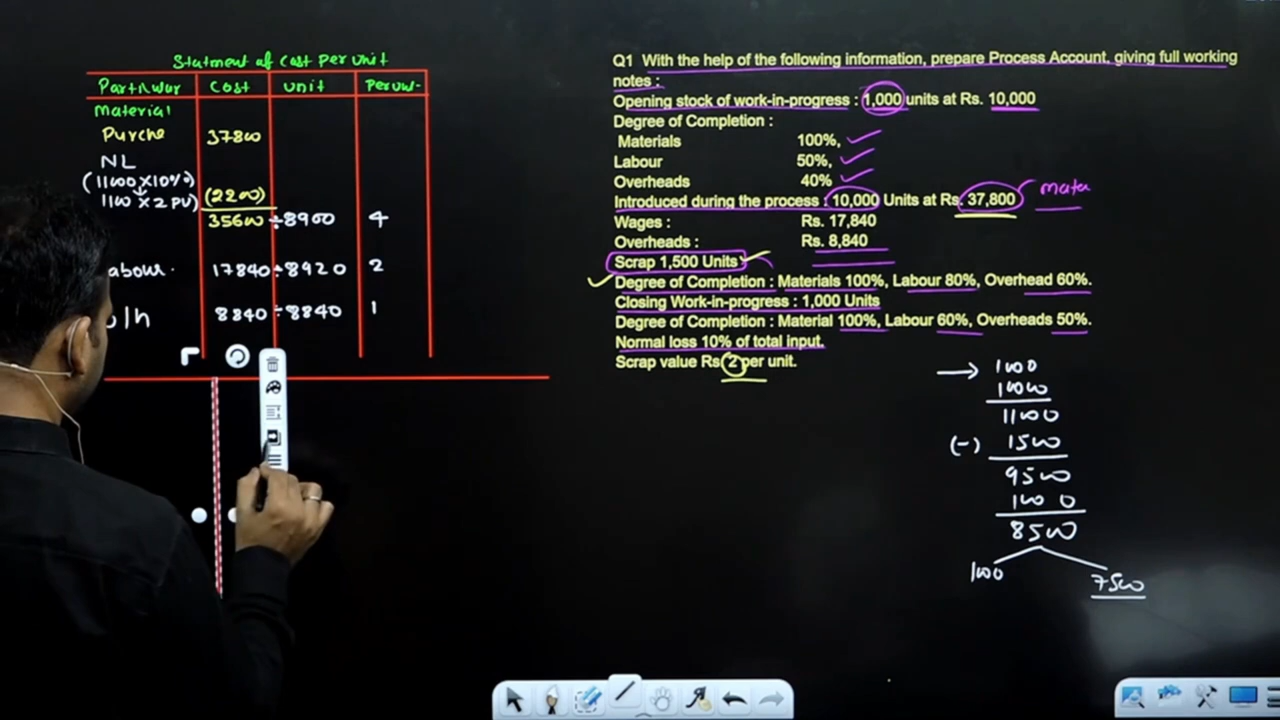 Statment of Cost Per Unit
Cost
unit
Material
Purche 37800
NL
(11000x10%)
1100 x 2 PU) (2200)
35600 ÷8900 4
abour. 17840÷8920 2
o/h 8840÷8840 1
Q1 With the help of the following information, prepare Process Account, giving full working
notes :
Opening stock of work-in-progress : 1,000 units at Rs. 10,000
Degree of Completion :
Materials 100%,
Labour 50%,
Overheads 40%
Introduced during the process : 10,000 Units at Rs. 37,800 mate
Wages : Rs. 17,840
Overheads : Rs. 8,840
Scrap 1,500 Units
Degree of Completion : Materials 100%, Labour 80%, Overhead 60%.
Closing Work-in-progress : 1,000 Units
Degree of Completion : Material 100%, Labour 60%, Overheads 50%.
Normal loss 10% of total input.
Scrap value Rs 2 per unit.
1000
10000
11000
(-) 1500
9500
1000
8500
1000 7500